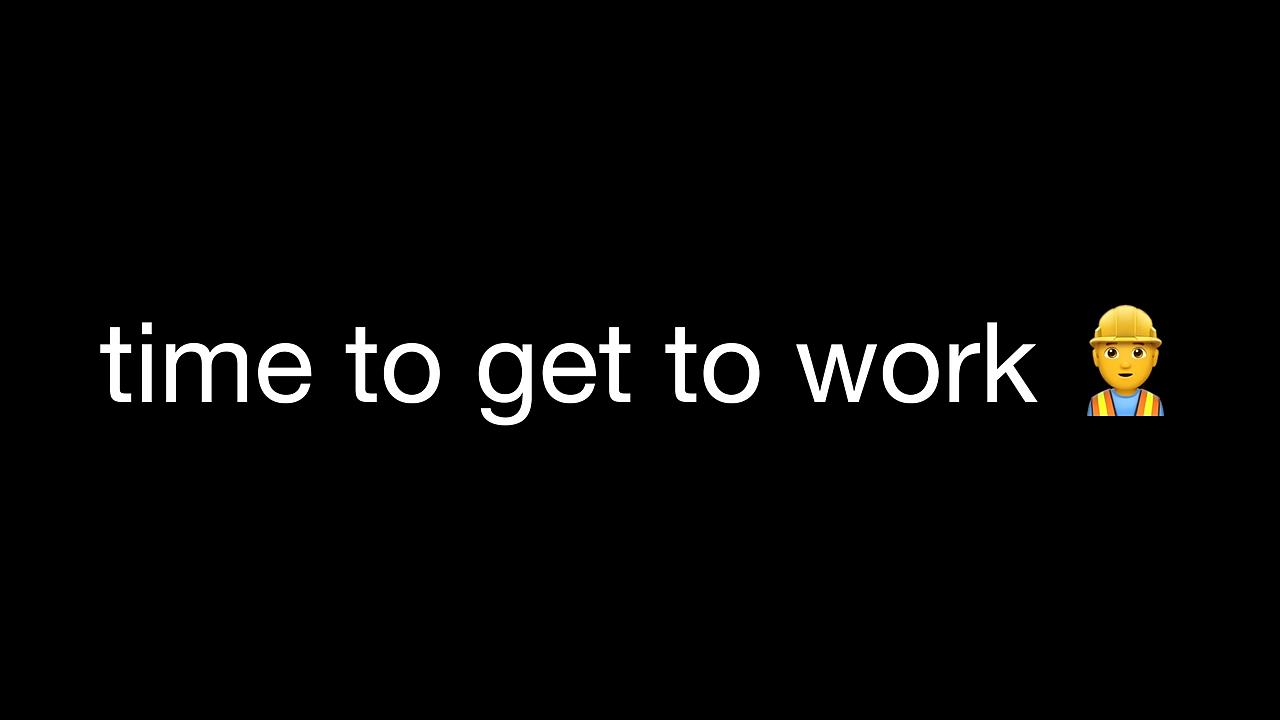 time to get to work 👷‍♂️